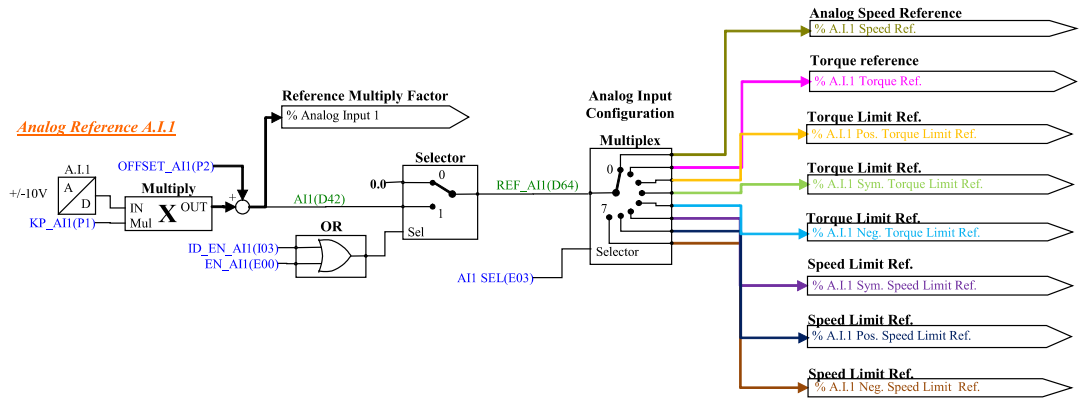 Analog Speed Reference
% A.I.1 Speed Ref.
Torque reference
% A.I.1 Torque Ref.
Reference Multiply Factor
% Analog Input 1
Analog Input
Configuration
Torque Limit Ref.
% A.I.1 Pos. Torque Limit Ref.
Analog Reference A.I.1
Multiplex
Selector
OFFSET_AI1(P2)
A.I.1
+/-10V
A
D
Multiply
IN
OUT
X
Mul
KP_AI1(P1)
+
0.0
0
1
Sel
AI1(D42)
REF_AI1(D64)
0
7
Selector
Torque Limit Ref.
% A.I.1 Sym. Torque Limit Ref.
Torque Limit Ref.
% A.I.1 Neg. Torque Limit Ref.
OR
ID_EN_AI1(I03)
EN_AI1(E00)
AI1 SEL(E03)
Speed Limit Ref.
% A.I.1 Sym. Speed Limit Ref.
Speed Limit Ref.
% A.I.1 Pos. Speed Limit Ref.
Speed Limit Ref.
% A.I.1 Neg. Speed Limit  Ref.